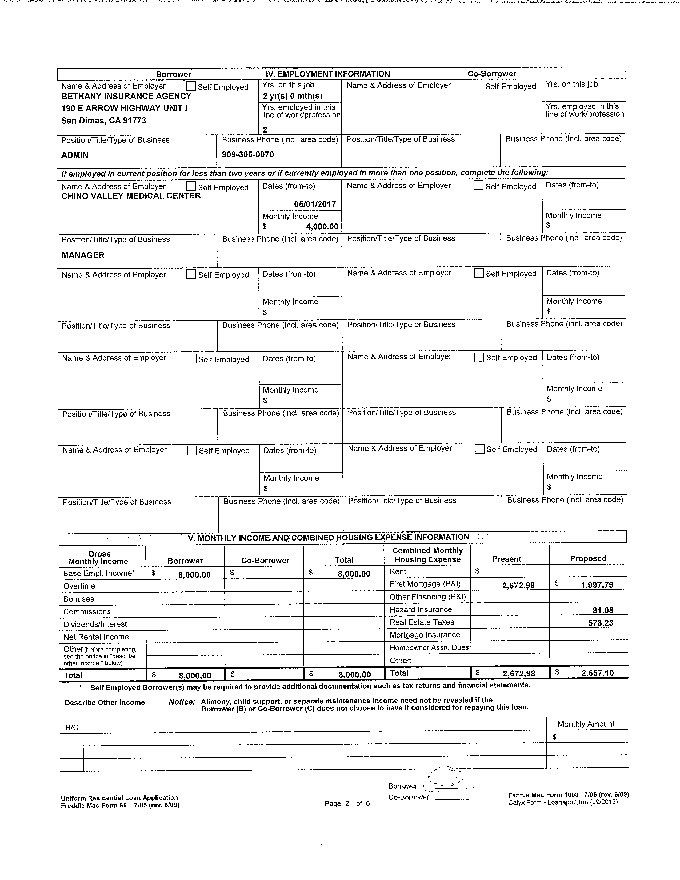 Borrower IV. EMPLOYMENT INFORMATION Co-Borrower
Name & Address of Employer Self Employed Yrs. on this job Name & Address of Employer Self Employed Yrs. on this job
BETHANY INSURANCE AGENCY 2 yr(s) 0 mth(s)
190 E ARROW HIGHWAY UNIT Yrs. employed in this line of work/profession Yrs. employed in this line of work/profession
San Dimas, CA 91773
Position/Title/Type of Business Business Phone (incl. area code) Position/Title/Type of Business Business Phone (incl. area code)
ADMIN
If employed in current position for less than two years or if currently employed in more than one position, complete the following:
Name & Address of Employer Self Employed Dates (from-to) Name & Address of Employer Self Employed Dates (from-to)
CHINO VALLEY MEDICAL CENTER
06/01/2017
Monthly Income Monthly Income
$ 4,000.00 $
Position/Title/Type of Business Business Phone (incl. area code) Position/Title/Type of Business Business Phone (incl. area code)
MANAGER
Name & Address of Employer Self Employed Dates (from-to) Name & Address of Employer Self Employed Dates (from-to)
Monthly Income Monthly Income
$ $
Position/Title/Type of Business Business Phone (incl. area code) Position/Title/Type of Business Business Phone (incl. area code)
Name & Address of Employer Self Employed Dates (from-to) Name & Address of Employer Self Employed Dates (from-to)
Monthly Income Monthly Income
$ $
Position/Title/Type of Business Business Phone (incl. area code) Position/Title/Type of Business Business Phone (incl. area code)
Name & Address of Employer Self Employed Dates (from-to) Name & Address of Employer Self Employed Dates (from-to)
Monthly Income Monthly Income
$ $
Position/Title/Type of Business Business Phone (incl. area code) Position/Title/Type of Business Business Phone (incl. area code)
V. MONTHLY INCOME AND COMBINED HOUSING EXPENSE INFORMATION
Gross Monthly Income Borrower Co-Borrower Total Combined Monthly Housing Expense Present Proposed
Base Empl. Income* $ 8,000.00 $ $ 8,000.00 Rent $
Overtime First Mortgage (P&I) 2,672.98 $ 1,997.79
Bonuses Other Financing (P&I)
Commissions Hazard Insurance 81.08
Dividends/Interest Real Estate Taxes 578.23
Net Rental Income Mortgage Insurance
Other (before completing, see the notice in "describe other income," below) Homeowner Assn. Dues
Other:
Total $ 8,000.00 $ $ 8,000.00 Total $ 2,672.98 $ 2,657.10
* Self Employed Borrower(s) may be required to provide additional documentation such as tax returns and financial statements.
Describe Other Income Notice: Alimony, child support, or separate maintenance income need not be revealed if the
Borrower (B) or Co-Borrower (C) does not choose to have it considered for repaying this loan.
B/C Monthly Amount
$
Borrower
Co-Borrower
Uniform Residential Loan Application Fannie Mae Form 1003 7/05 (rev. 6/09)
Freddie Mac Form 65 7/05 (rev. 6/09) Page 2 of 5